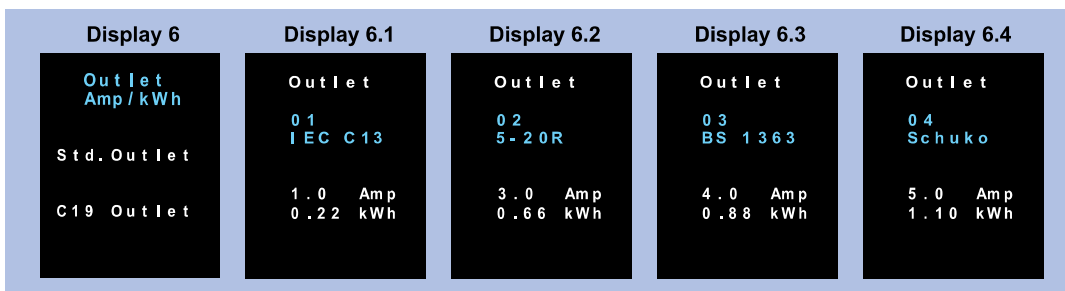 Display 6
Outlet
Amp/kWh
Std.Outlet
C19 Outlet
Display 6.1
Outlet
01
IEC C13
1.0 Amp
0.22 kWh
Display 6.2
Outlet
02
5-20R
3.0 Amp
0.66 kWh
Display 6.3
Outlet
03
BS 1363
4.0 Amp
0.88 kWh
Display 6.4
Outlet
04
Schuko
5.0 Amp
1.10 kWh